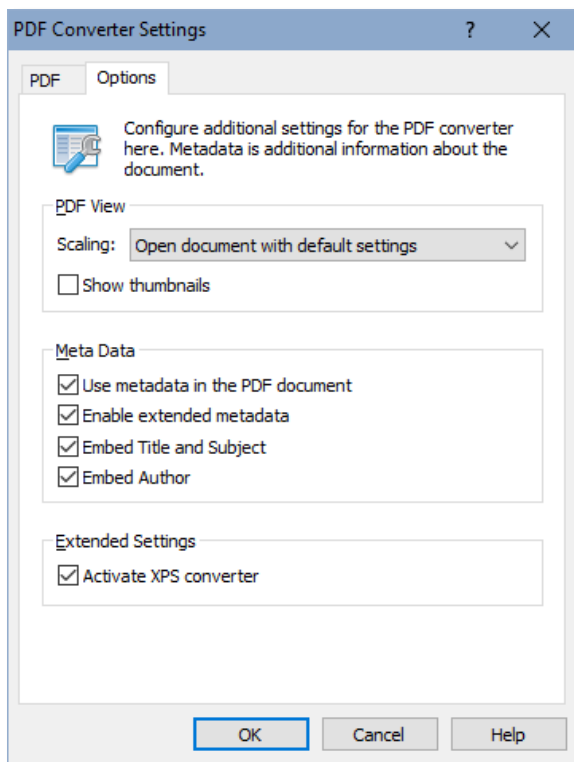 PDF Converter Settings ?
PDF Options
Configure additional settings for the PDF converter
here. Metadata is additional information about the
document.
PDF View
Scaling: Open document with default settings
Show thumbnails
Meta Data
Use metadata in the PDF document
Enable extended metadata
Embed Title and Subject
Embed Author
Extended Settings
Activate XPS converter
OK Cancel Help